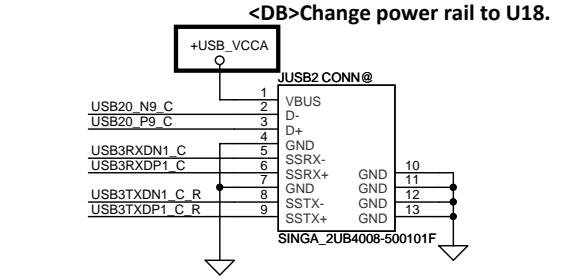 <DB>Change power rail to U18.
+USB_VCCA
JUSB2 CONN@
1 VBUS
USB20_N9_C 2 D-
USB20_P9_C 3 D+
4 GND
USB3RXDN1_C 5 SSRX-
USB3RXDP1_C 6 SSRX+ GND 10
7 GND GND 11
USB3TXDN1_C_R 8 SSTX- GND 12
USB3TXDP1_C_R 9 SSTX+ GND 13
SINGA_2UB4008-500101F